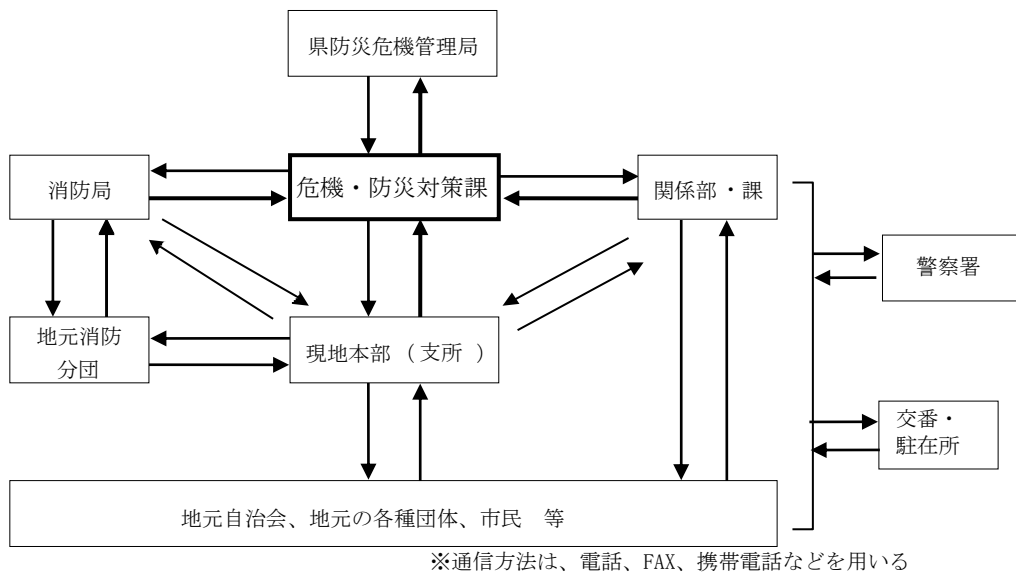 県防災危機管理局
消防局
危機・防災対策課
関係部・課
警察署
地元消防
分団
現地本部（支所）
交番・
駐在所
地元自治会、地元の各種団体、市民　等
※通信方法は、電話、FAX、携帯電話などを用いる